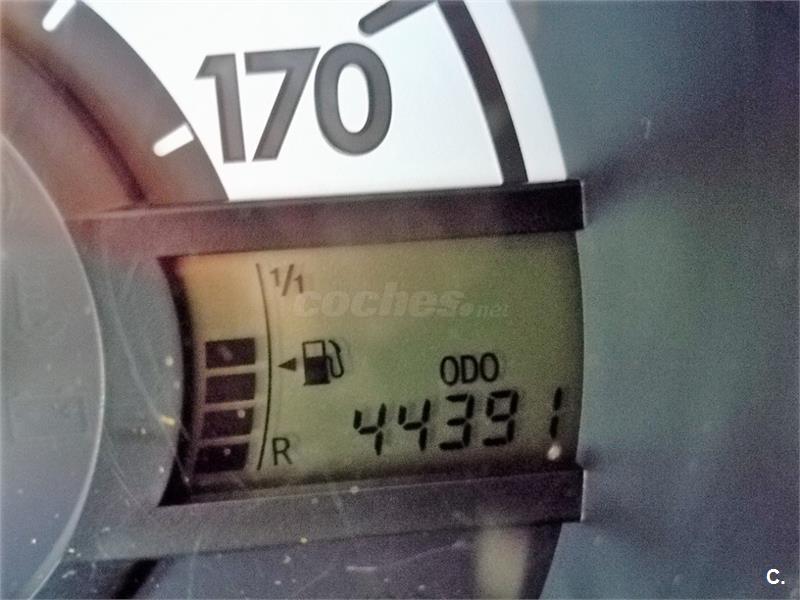 170
1/1
coches.net
ODO
44391
R
C.